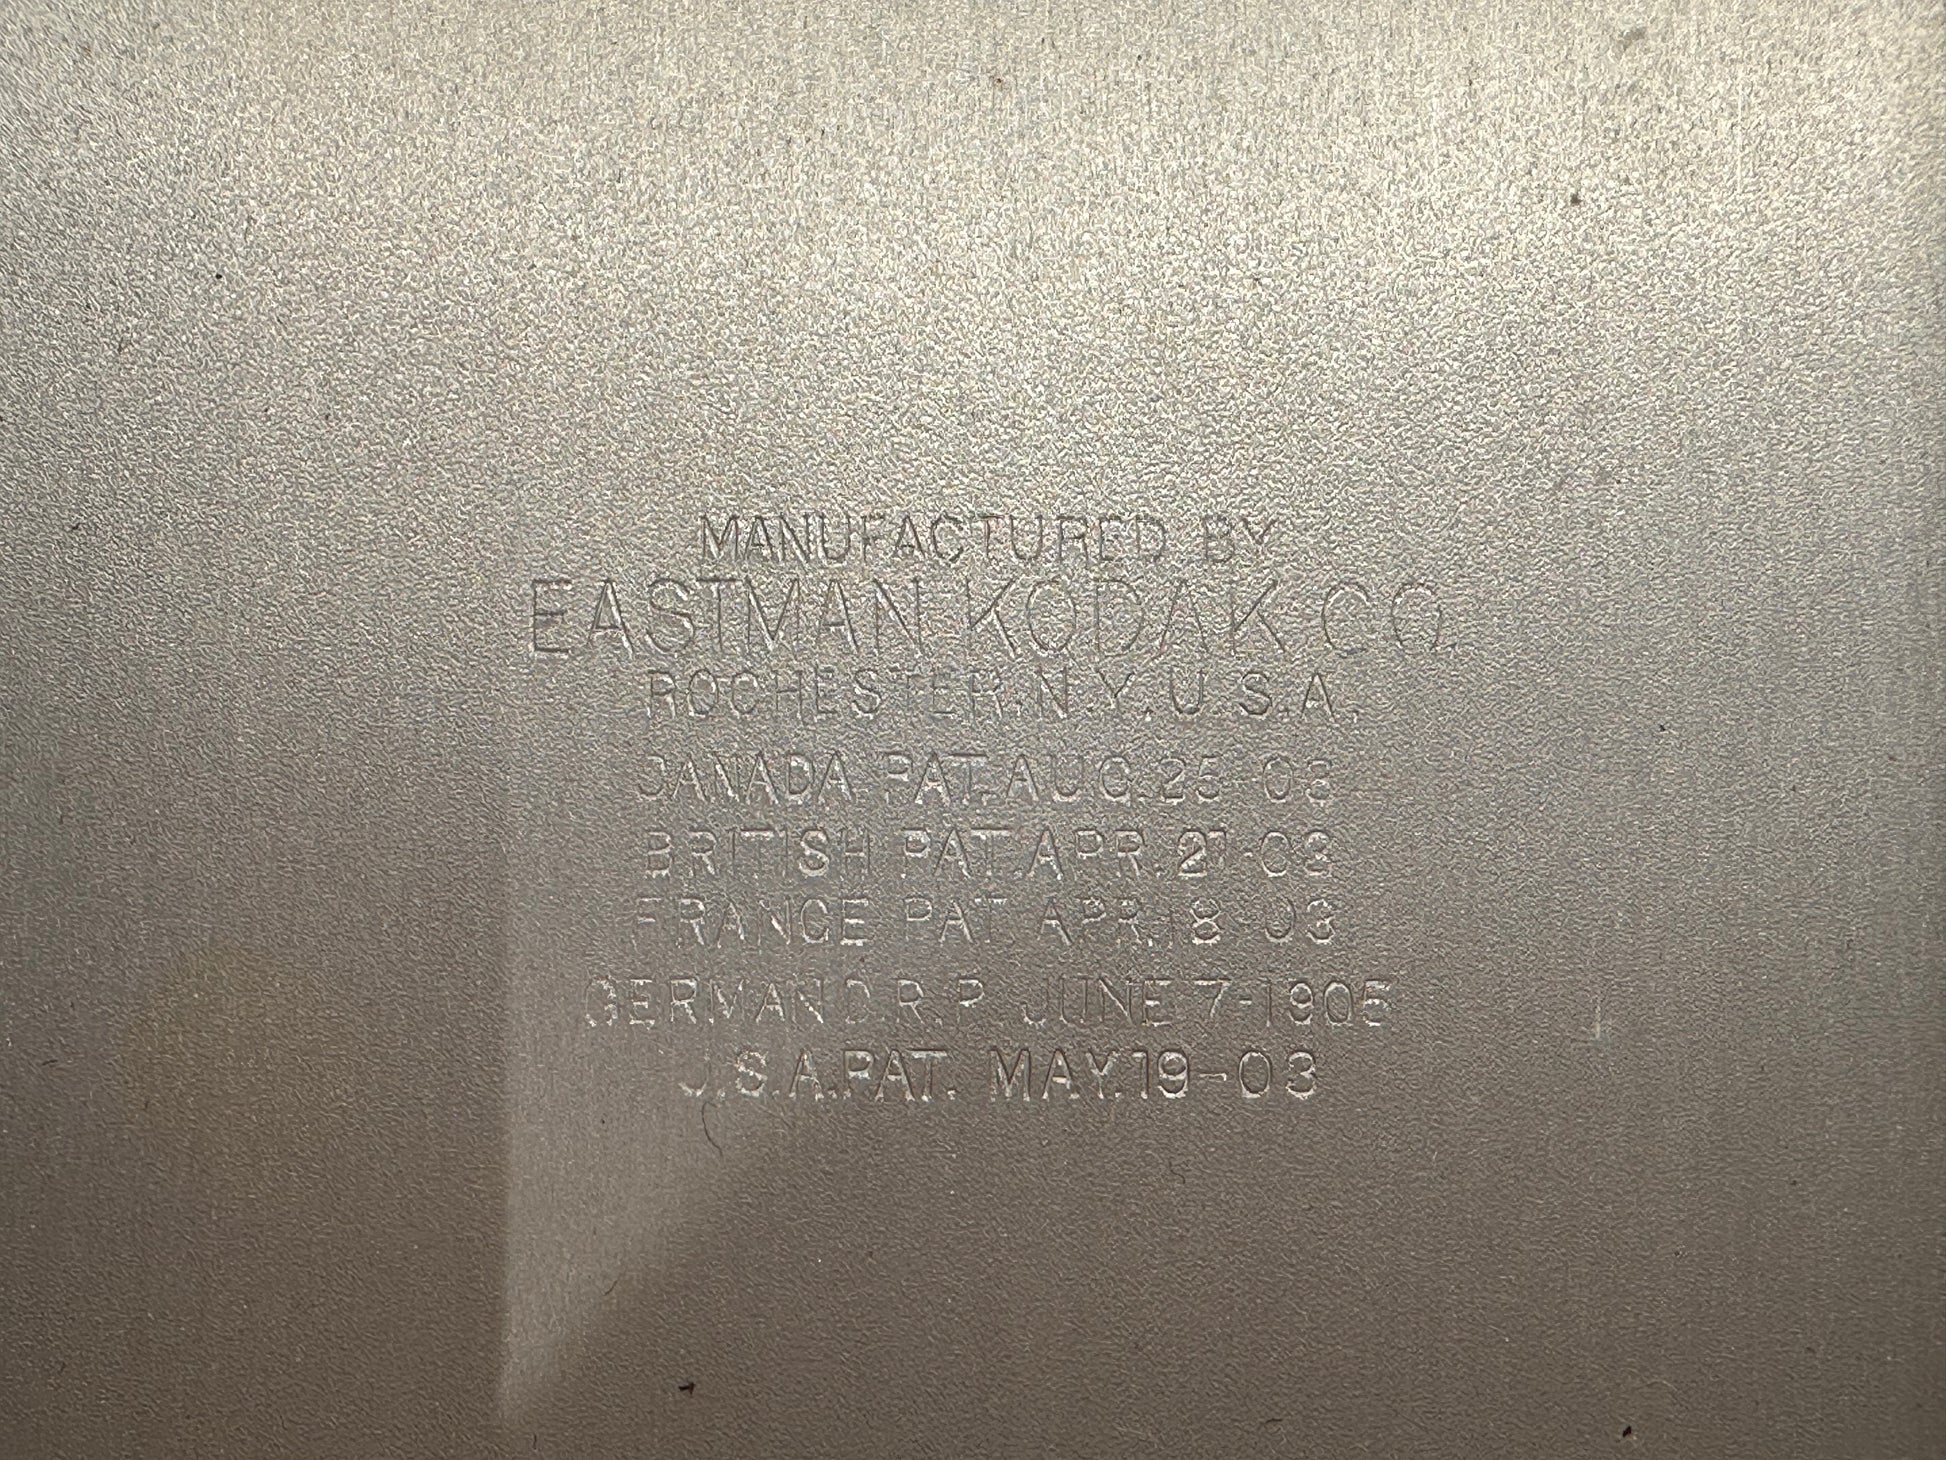 MANUFACTURED BY
EASTMAN KODAK CO.
ROCHESTER, N.Y., U.S.A.
CANADA PAT. AUG. 25-03
BRITISH PAT. APR. 21-03
FRANCE PAT. APR. 18-03
GERMAN D.R.P. JUNE 7-1905
U.S.A. PAT. MAY. 19-03